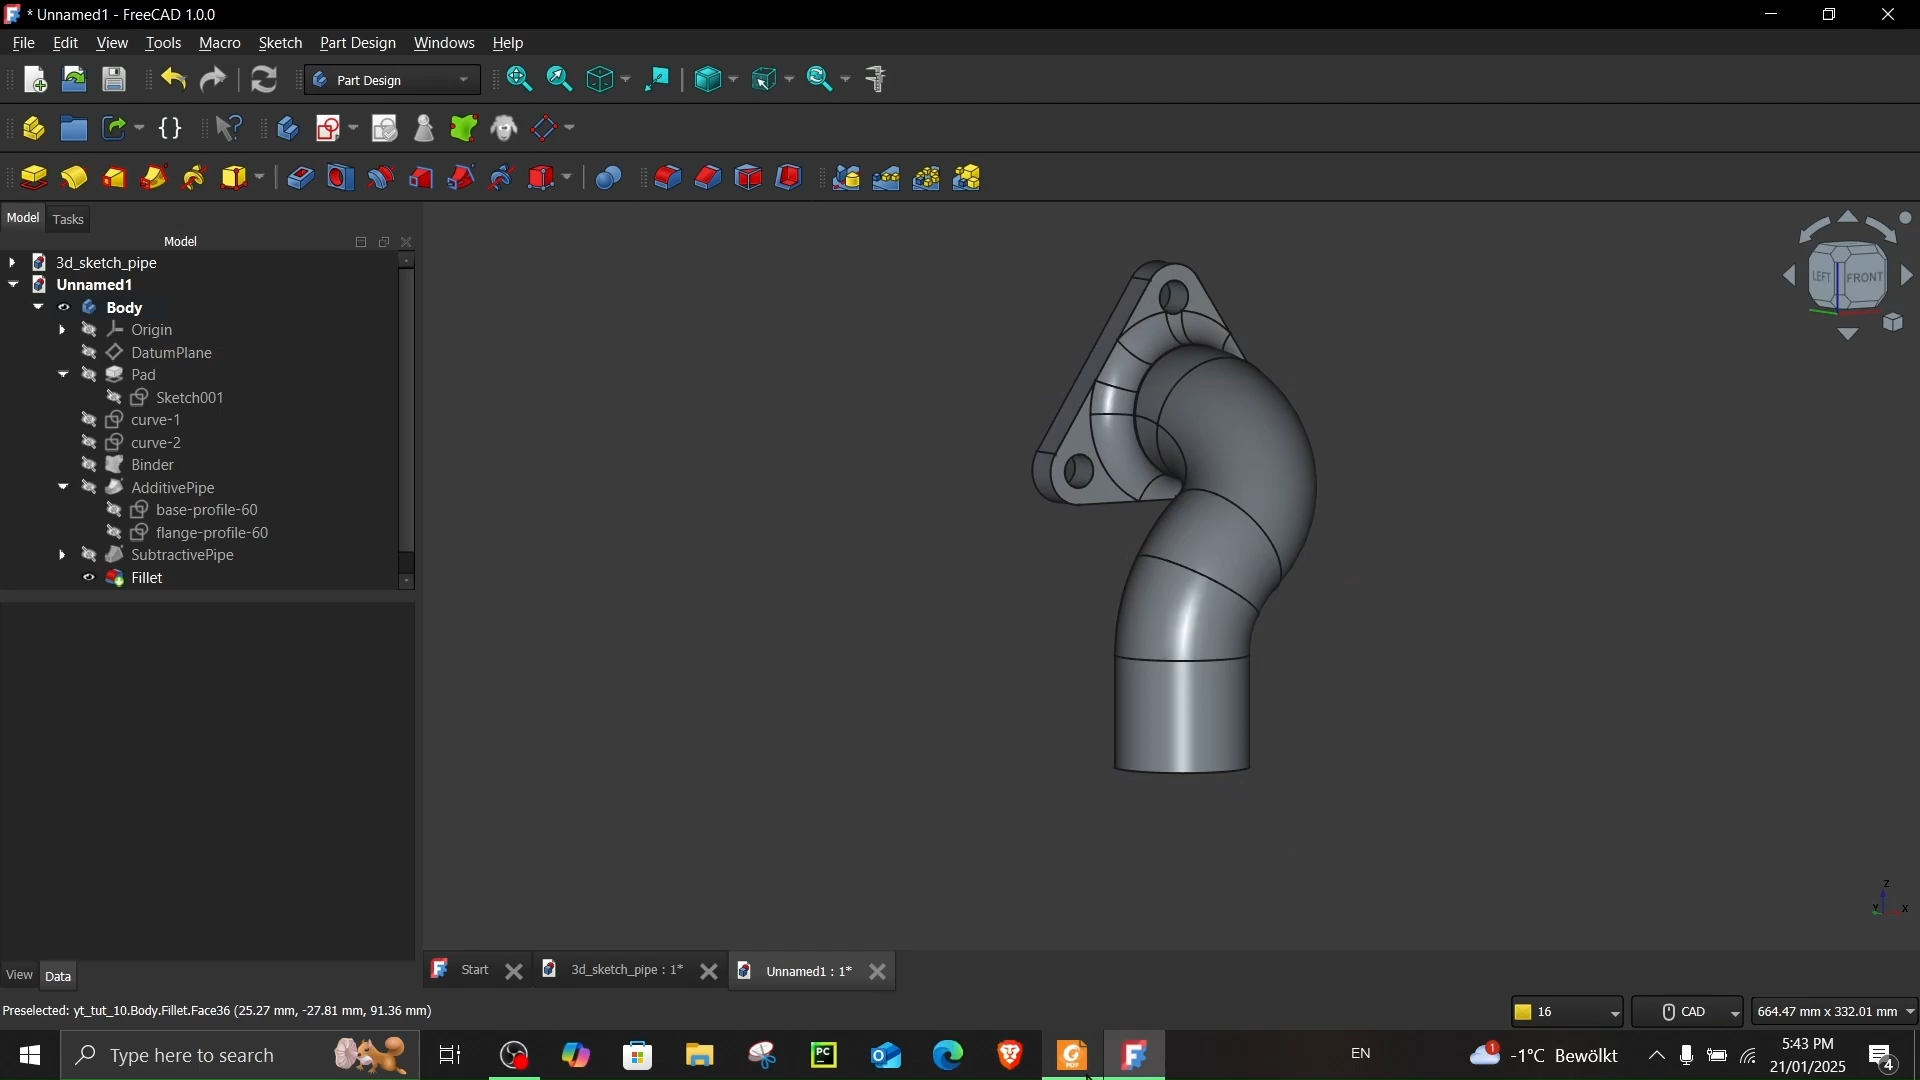 * Unnamed1 - FreeCAD 1.0.0
File Edit View Tools Macro Sketch Part Design Windows Help
Part Design
Model Tasks
Model
3d_sketch_pipe
Unnamed1
Body
Origin
DatumPlane
Pad
Sketch001
curve-1
curve-2
Binder
AdditivePipe
base-profile-60
flange-profile-60
SubtractivePipe
Fillet
LEFT FRONT
Z
Y X
View Data
Start 3d_sketch_pipe : 1* Unnamed1 : 1*
Preselected: yt_tut_10.Body.Fillet.Face36 (25.27 mm, -27.81 mm, 91.36 mm)
16 CAD 664.47 mm x 332.01 mm
Type here to search
PC
PDF
EN
1
-1°C Bewölkt
5:43 PM
21/01/2025
4